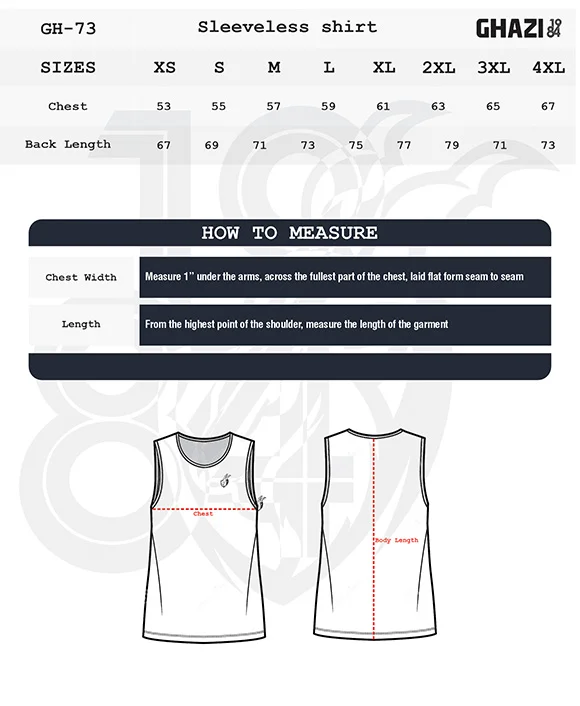 GH-73 Sleeveless shirt GHAZI 1984
SIZES XS S M L XL 2XL 3XL 4XL
Chest 53 55 57 59 61 63 65 67
Back Length 67 69 71 73 75 77 79 71 73
HOW TO MEASURE
Chest Width Measure 1" under the arms, across the fullest part of the chest, laid flat form seam to seam
Length From the highest point of the shoulder, measure the length of the garment
Chest
Body Length